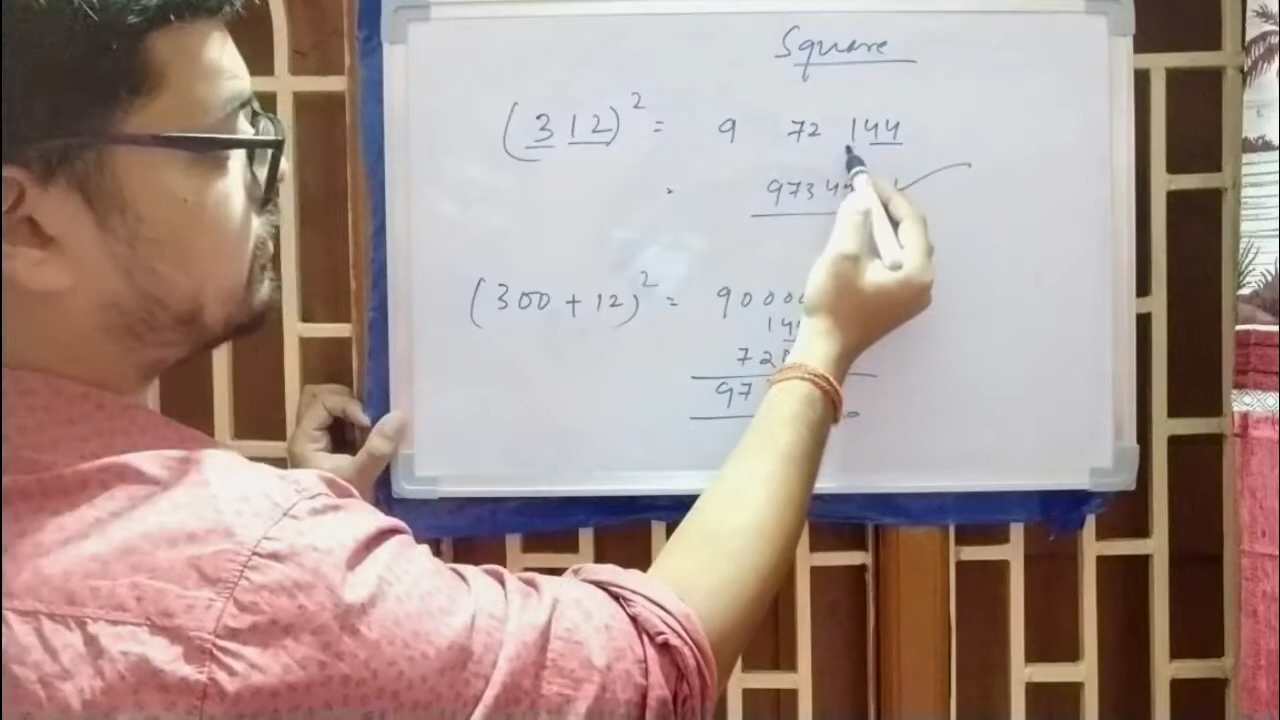 Square
(312)² = 9 72 144
9734
(300 + 12)² = 9000
14
72
97